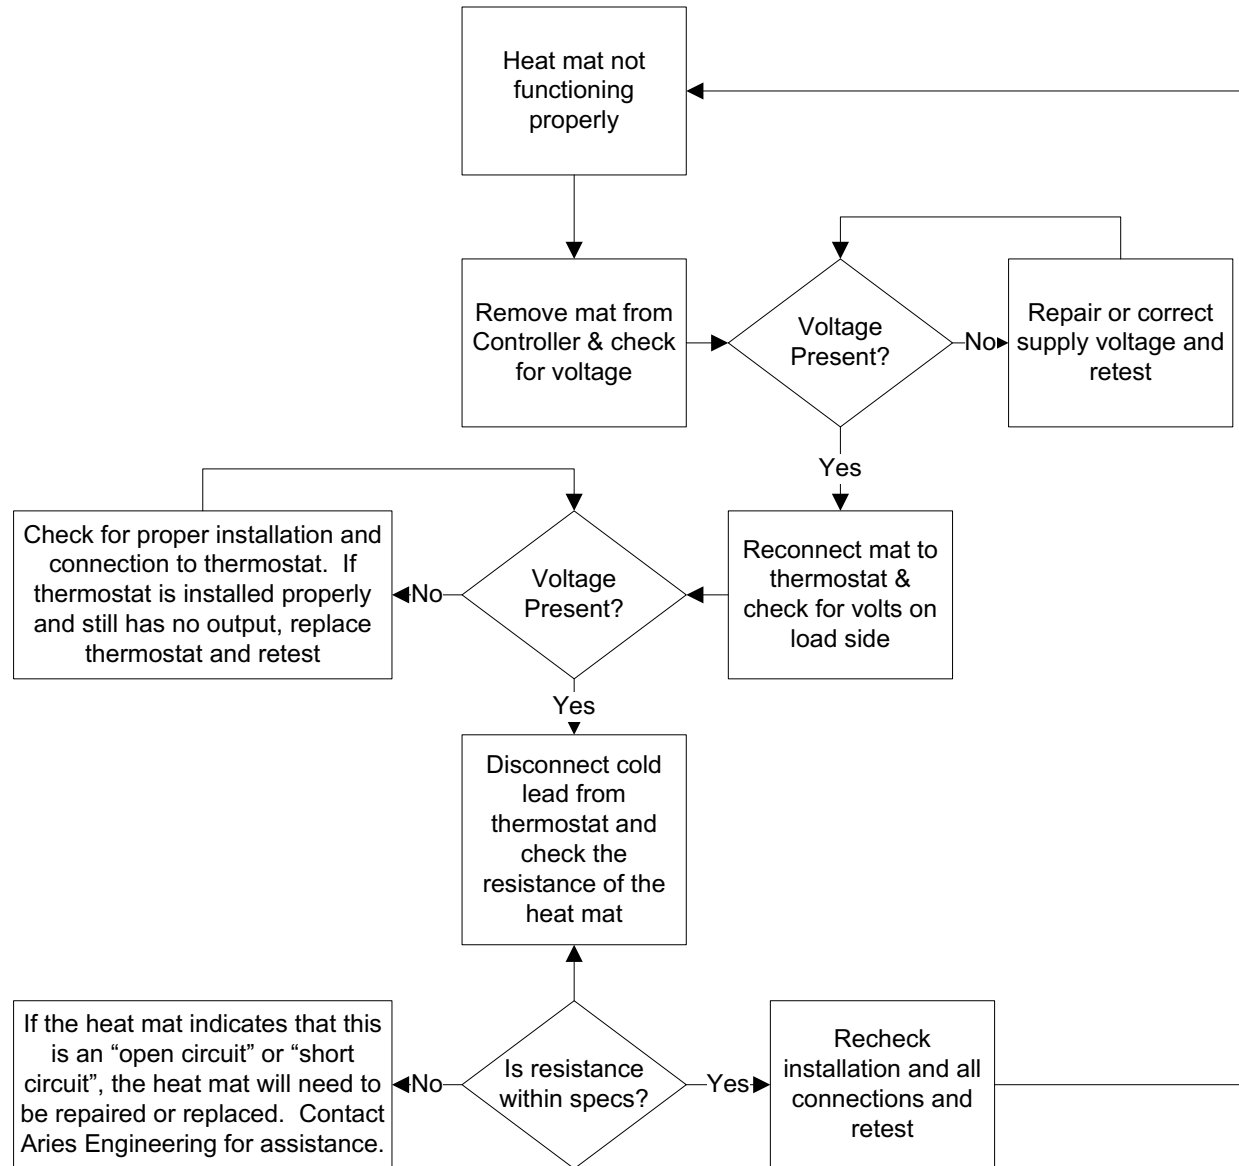 Heat mat not
functioning
properly
Remove mat from
Controller & check
for voltage
Voltage
Present?
No
Repair or correct
supply voltage and
retest
Yes
Reconnect mat to
thermostat &
check for volts on
load side
Voltage
Present?
No
Check for proper installation and
connection to thermostat.  If
thermostat is installed properly
and still has no output, replace
thermostat and retest
Yes
Disconnect cold
lead from
thermostat and
check the
resistance of the
heat mat
Is resistance
within specs?
No
If the heat mat indicates that this
is an “open circuit” or “short
circuit”, the heat mat will need to
be repaired or replaced.  Contact
Aries Engineering for assistance.
Yes
Recheck
installation and all
connections and
retest